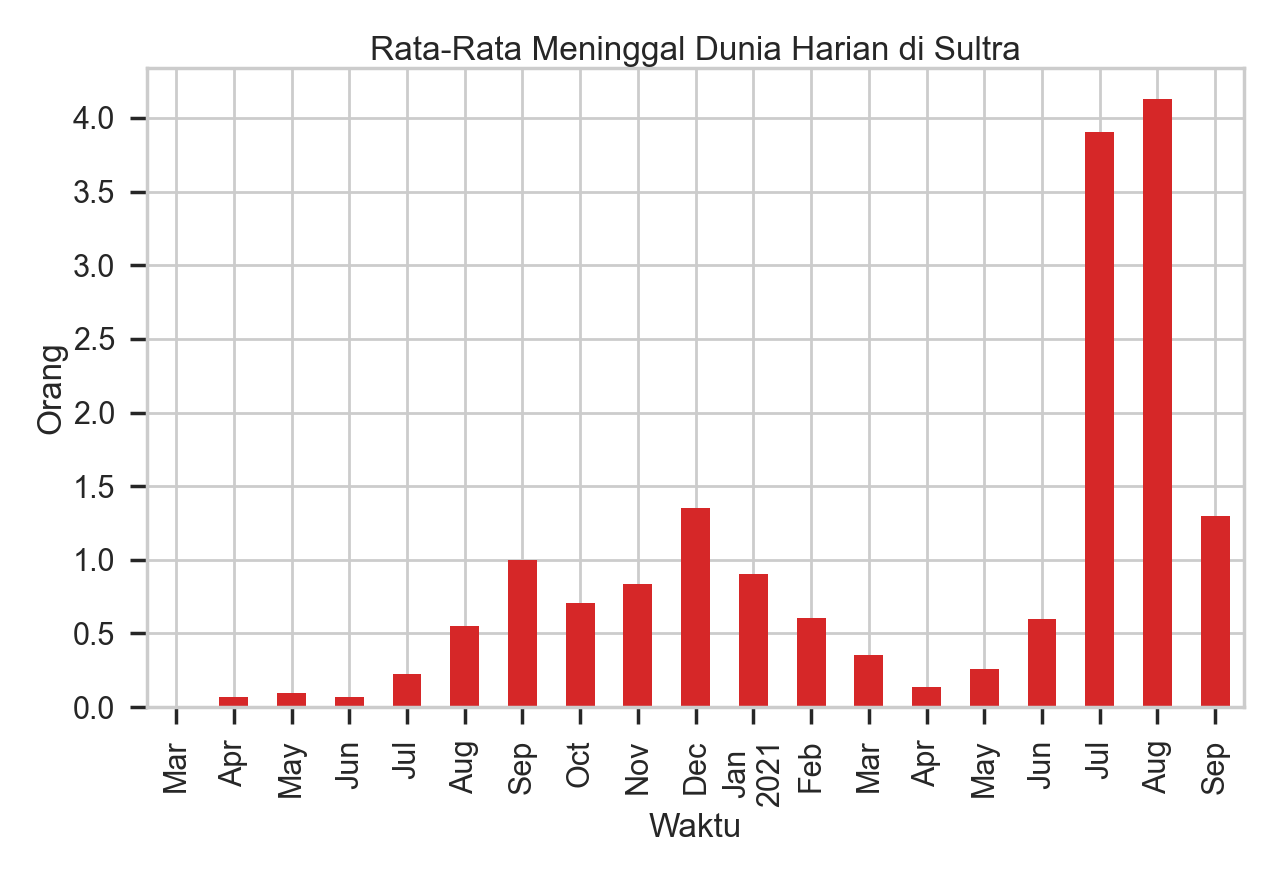 Rata-Rata Meninggal Dunia Harian di Sultra
Orang
4.0
3.5
3.0
2.5
2.0
1.5
1.0
0.5
0.0
Mar
Apr
May
Jun
Jul
Aug
Sep
Oct
Nov
Dec
Jan
2021
Feb
Mar
Apr
May
Jun
Jul
Aug
Sep
Waktu